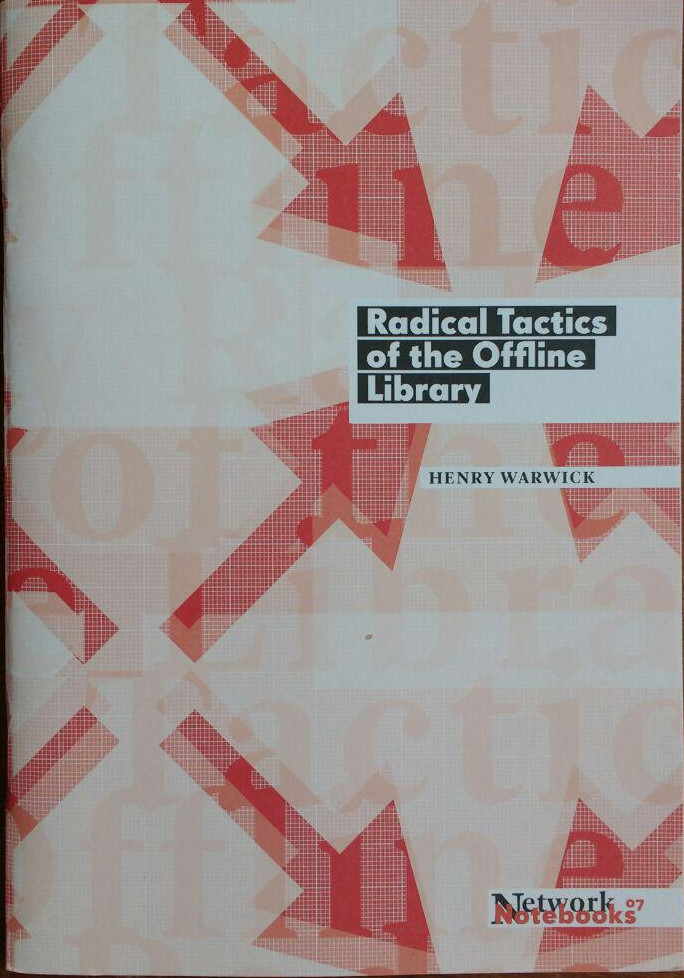 Radical Tactics
of the Offline
Library
HENRY WARWICK
Network
Notebooks 07